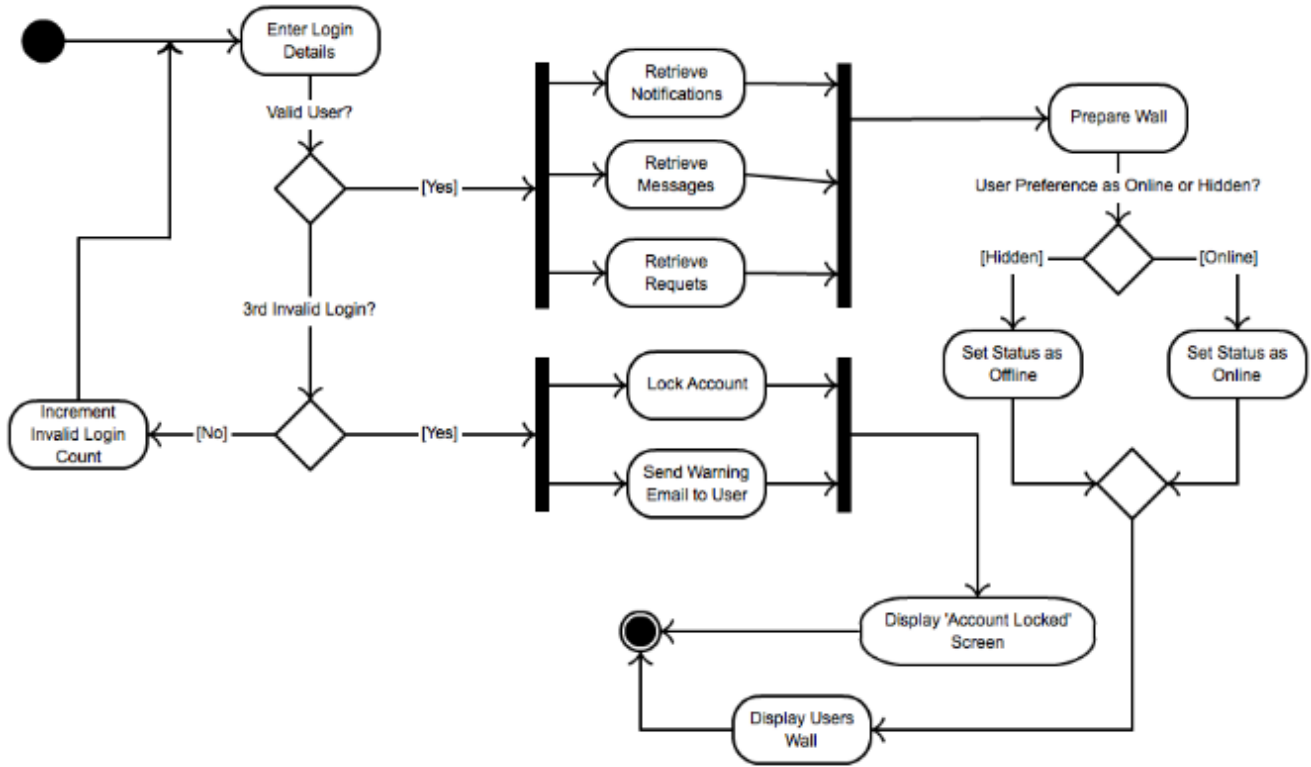 Enter Login
Details
Valid User?
[Yes]
Retrieve
Notifications
Retrieve
Messages
Retrieve
Requets
Prepare Wall
User Preference as Online or Hidden?
[Hidden]
[Online]
Set Status as
Offline
Set Status as
Online
3rd Invalid Login?
[No]
[Yes]
Increment
Invalid Login
Count
Lock Account
Send Warning
Email to User
Display 'Account Locked'
Screen
Display Users
Wall